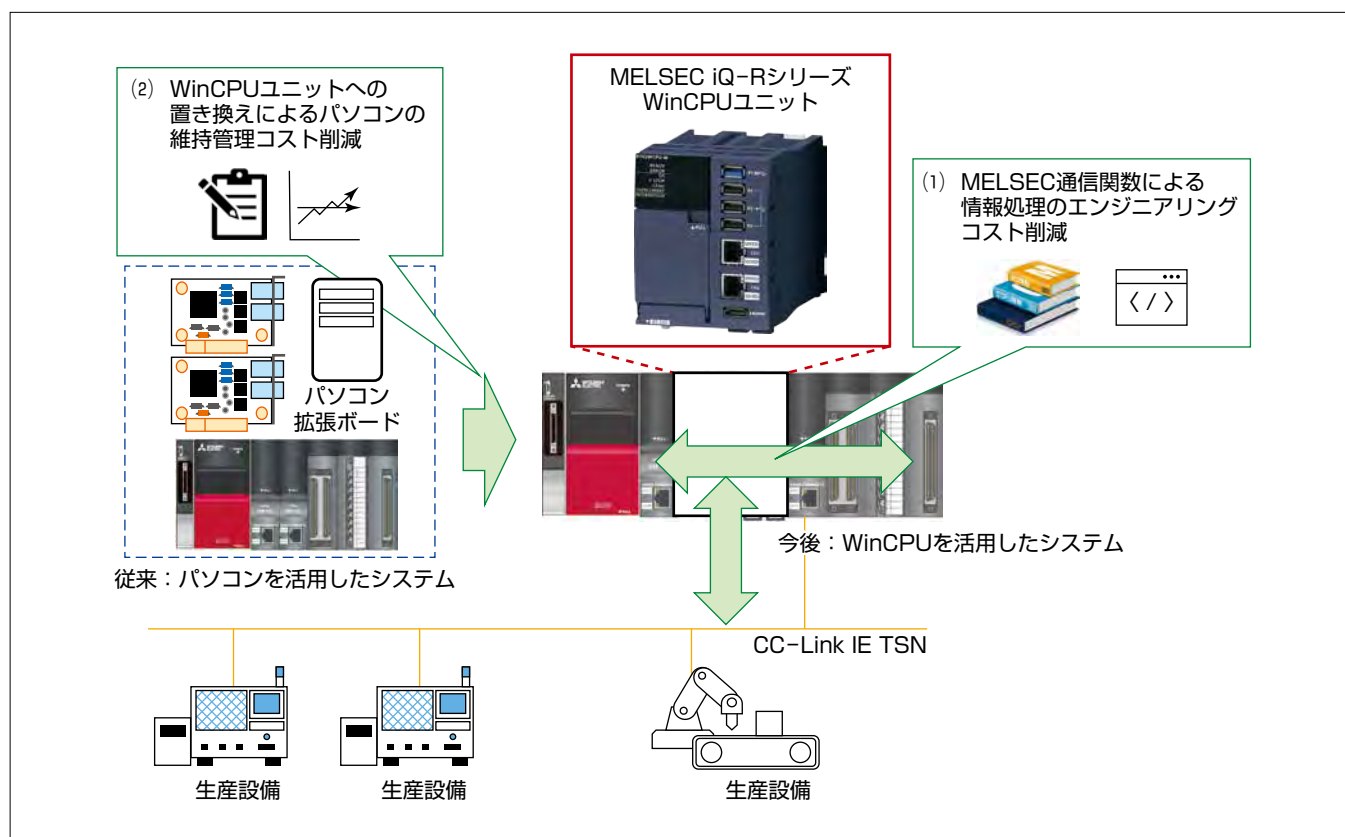 (2) WinCPUユニットへの
置き換えによるパソコンの
維持管理コスト削減
MELSEC iQ-Rシリーズ
WinCPUユニット
(1) MELSEC通信関数による
情報処理のエンジニアリング
コスト削減
パソコン
拡張ボード
従来：パソコンを活用したシステム
今後：WinCPUを活用したシステム
CC-Link IE TSN
生産設備
生産設備
生産設備